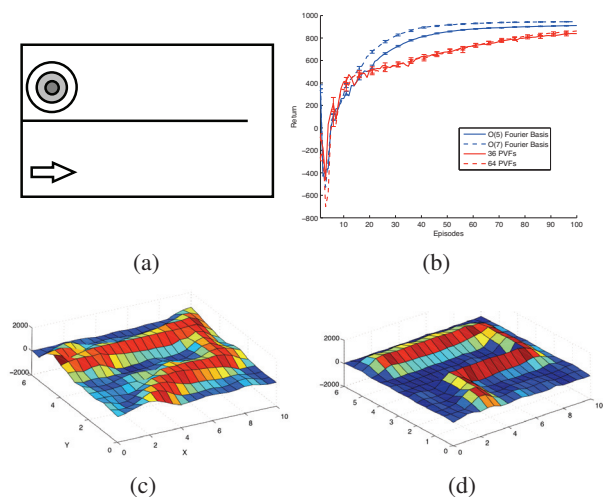 1000
800
600
400
200
0
−200
−400
−600
−800
Return
10 20 30 40 50 60 70 80 90 100
Episodes
O(5) Fourier Basis
O(7) Fourier Basis
36 PVFs
64 PVFs
(a)
(b)
2000
0
−2000
6
4
2
0
Y
0 2 4 6 8 10
X
2000
0
−2000
6
5
4
3
2
1
0
0 2 4 6 8 10
(c)
(d)